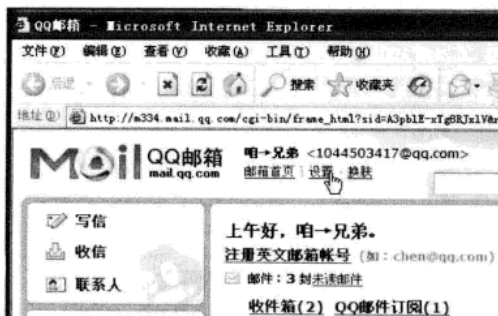 QQ邮箱 - Microsoft Internet Explorer
文件(F) 编辑(E) 查看(V) 收藏(A) 工具(T) 帮助(H)
后退 搜索 收藏夹
地址(D) http://m334.mail.qq.com/cgi-bin/frame_html?sid=
Mail QQ邮箱 咱→兄弟 <1044503417@qq.com>
mail.qq.com 邮箱首页 设置 换肤
写信
收信
联系人
上午好，咱→兄弟。
注册英文邮箱帐号 (如：chen@qq.com)
邮件：3 封未读邮件
收件箱(2) QQ邮件订阅(1)